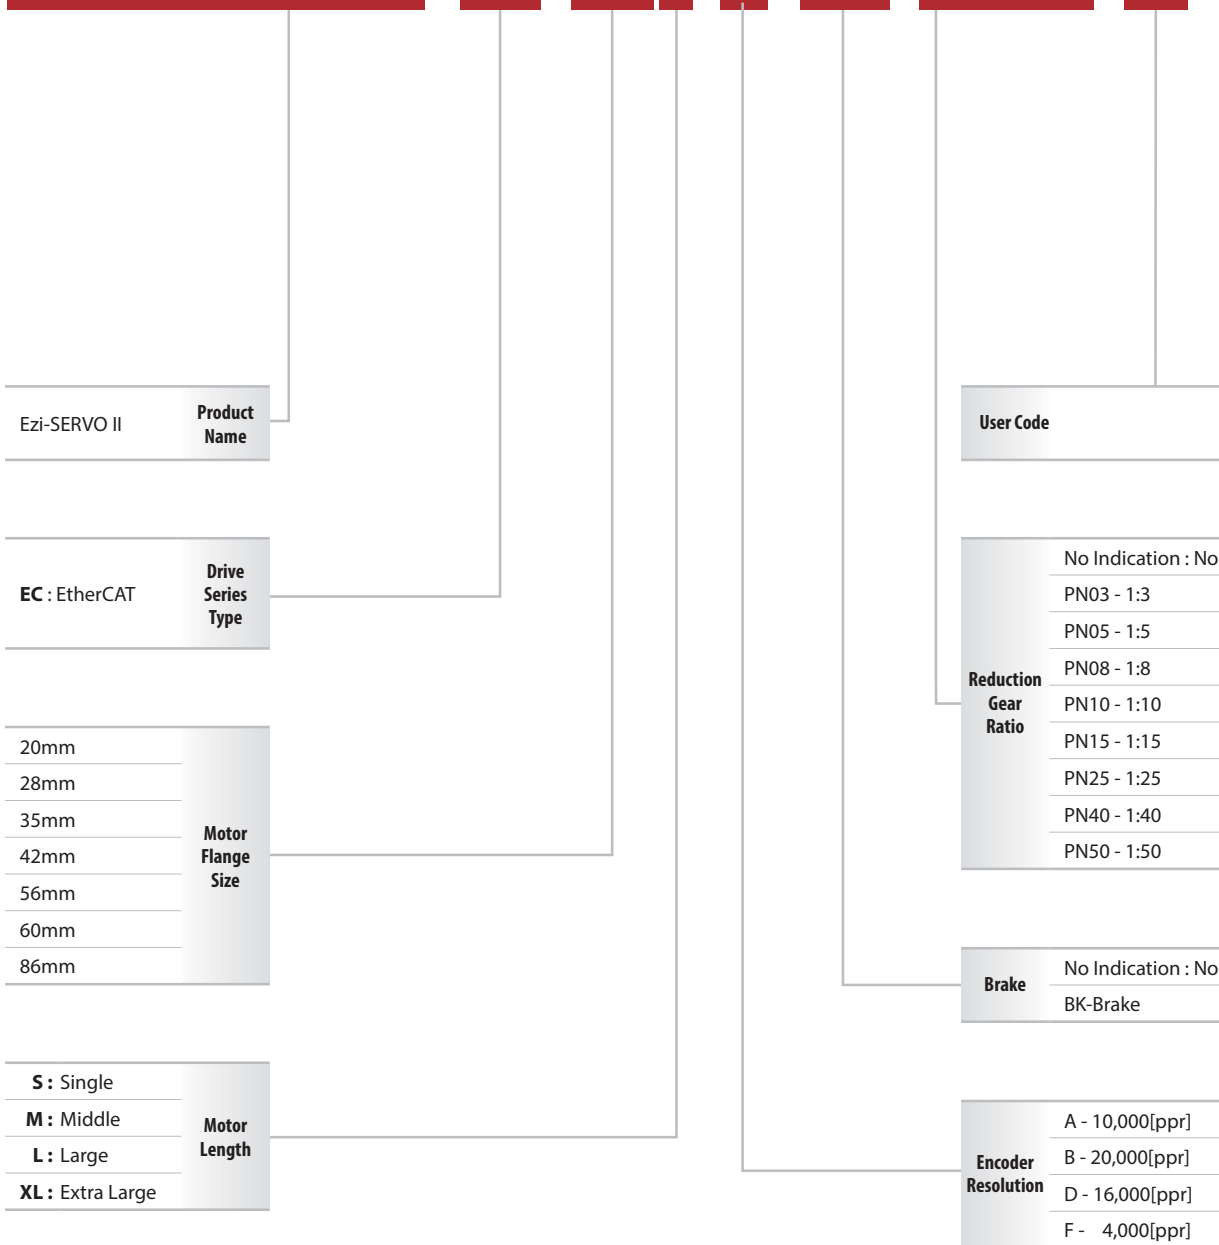 Ezi-SERVO II
Product
Name
EC : EtherCAT
Drive
Series
Type
20mm
28mm
35mm
42mm
56mm
60mm
86mm
Motor
Flange
Size
S : Single
M : Middle
L : Large
XL : Extra Large
Motor
Length
User Code
Reduction
Gear
Ratio
No Indication : No
PN03 - 1:3
PN05 - 1:5
PN08 - 1:8
PN10 - 1:10
PN15 - 1:15
PN25 - 1:25
PN40 - 1:40
PN50 - 1:50
Brake
No Indication : No
BK-Brake
Encoder
Resolution
A - 10,000[ppr]
B - 20,000[ppr]
D - 16,000[ppr]
F - 4,000[ppr]